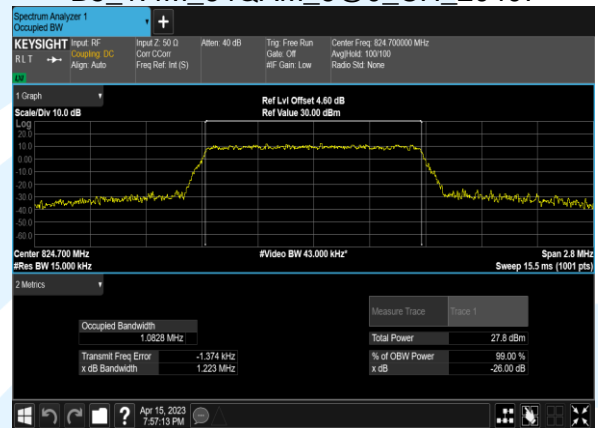 Spectrum Analyzer 1
Occupied BW
KEYSIGHT Input: RF Input Z: 50 Ω Atten: 40 dB Trig: Free Run Center Freq: 824.700000 MHz
RLT Coupling: DC Corr CCorr Gate: Off Avg|Hold: 100/100
Align: Auto Freq Ref: Int (S) #IF Gain: Low Radio Std: None
LXI
1 Graph
Ref Lvl Offset 4.60 dB
Scale/Div 10.0 dB Ref Value 30.00 dBm
Log
20.0
10.0
0.00
-10.0
-20.0
-30.0
-40.0
-50.0
-60.0
Center 824.700 MHz #Video BW 43.000 kHz* Span 2.8 MHz
#Res BW 15.000 kHz Sweep 15.5 ms (1001 pts)
2 Metrics
Measure Trace Trace 1
Occupied Bandwidth
1.0828 MHz Total Power 27.8 dBm
Transmit Freq Error -1.374 kHz % of OBW Power 99.00 %
x dB Bandwidth 1.223 MHz x dB -26.00 dB
? Apr 15, 2023
7:57:13 PM